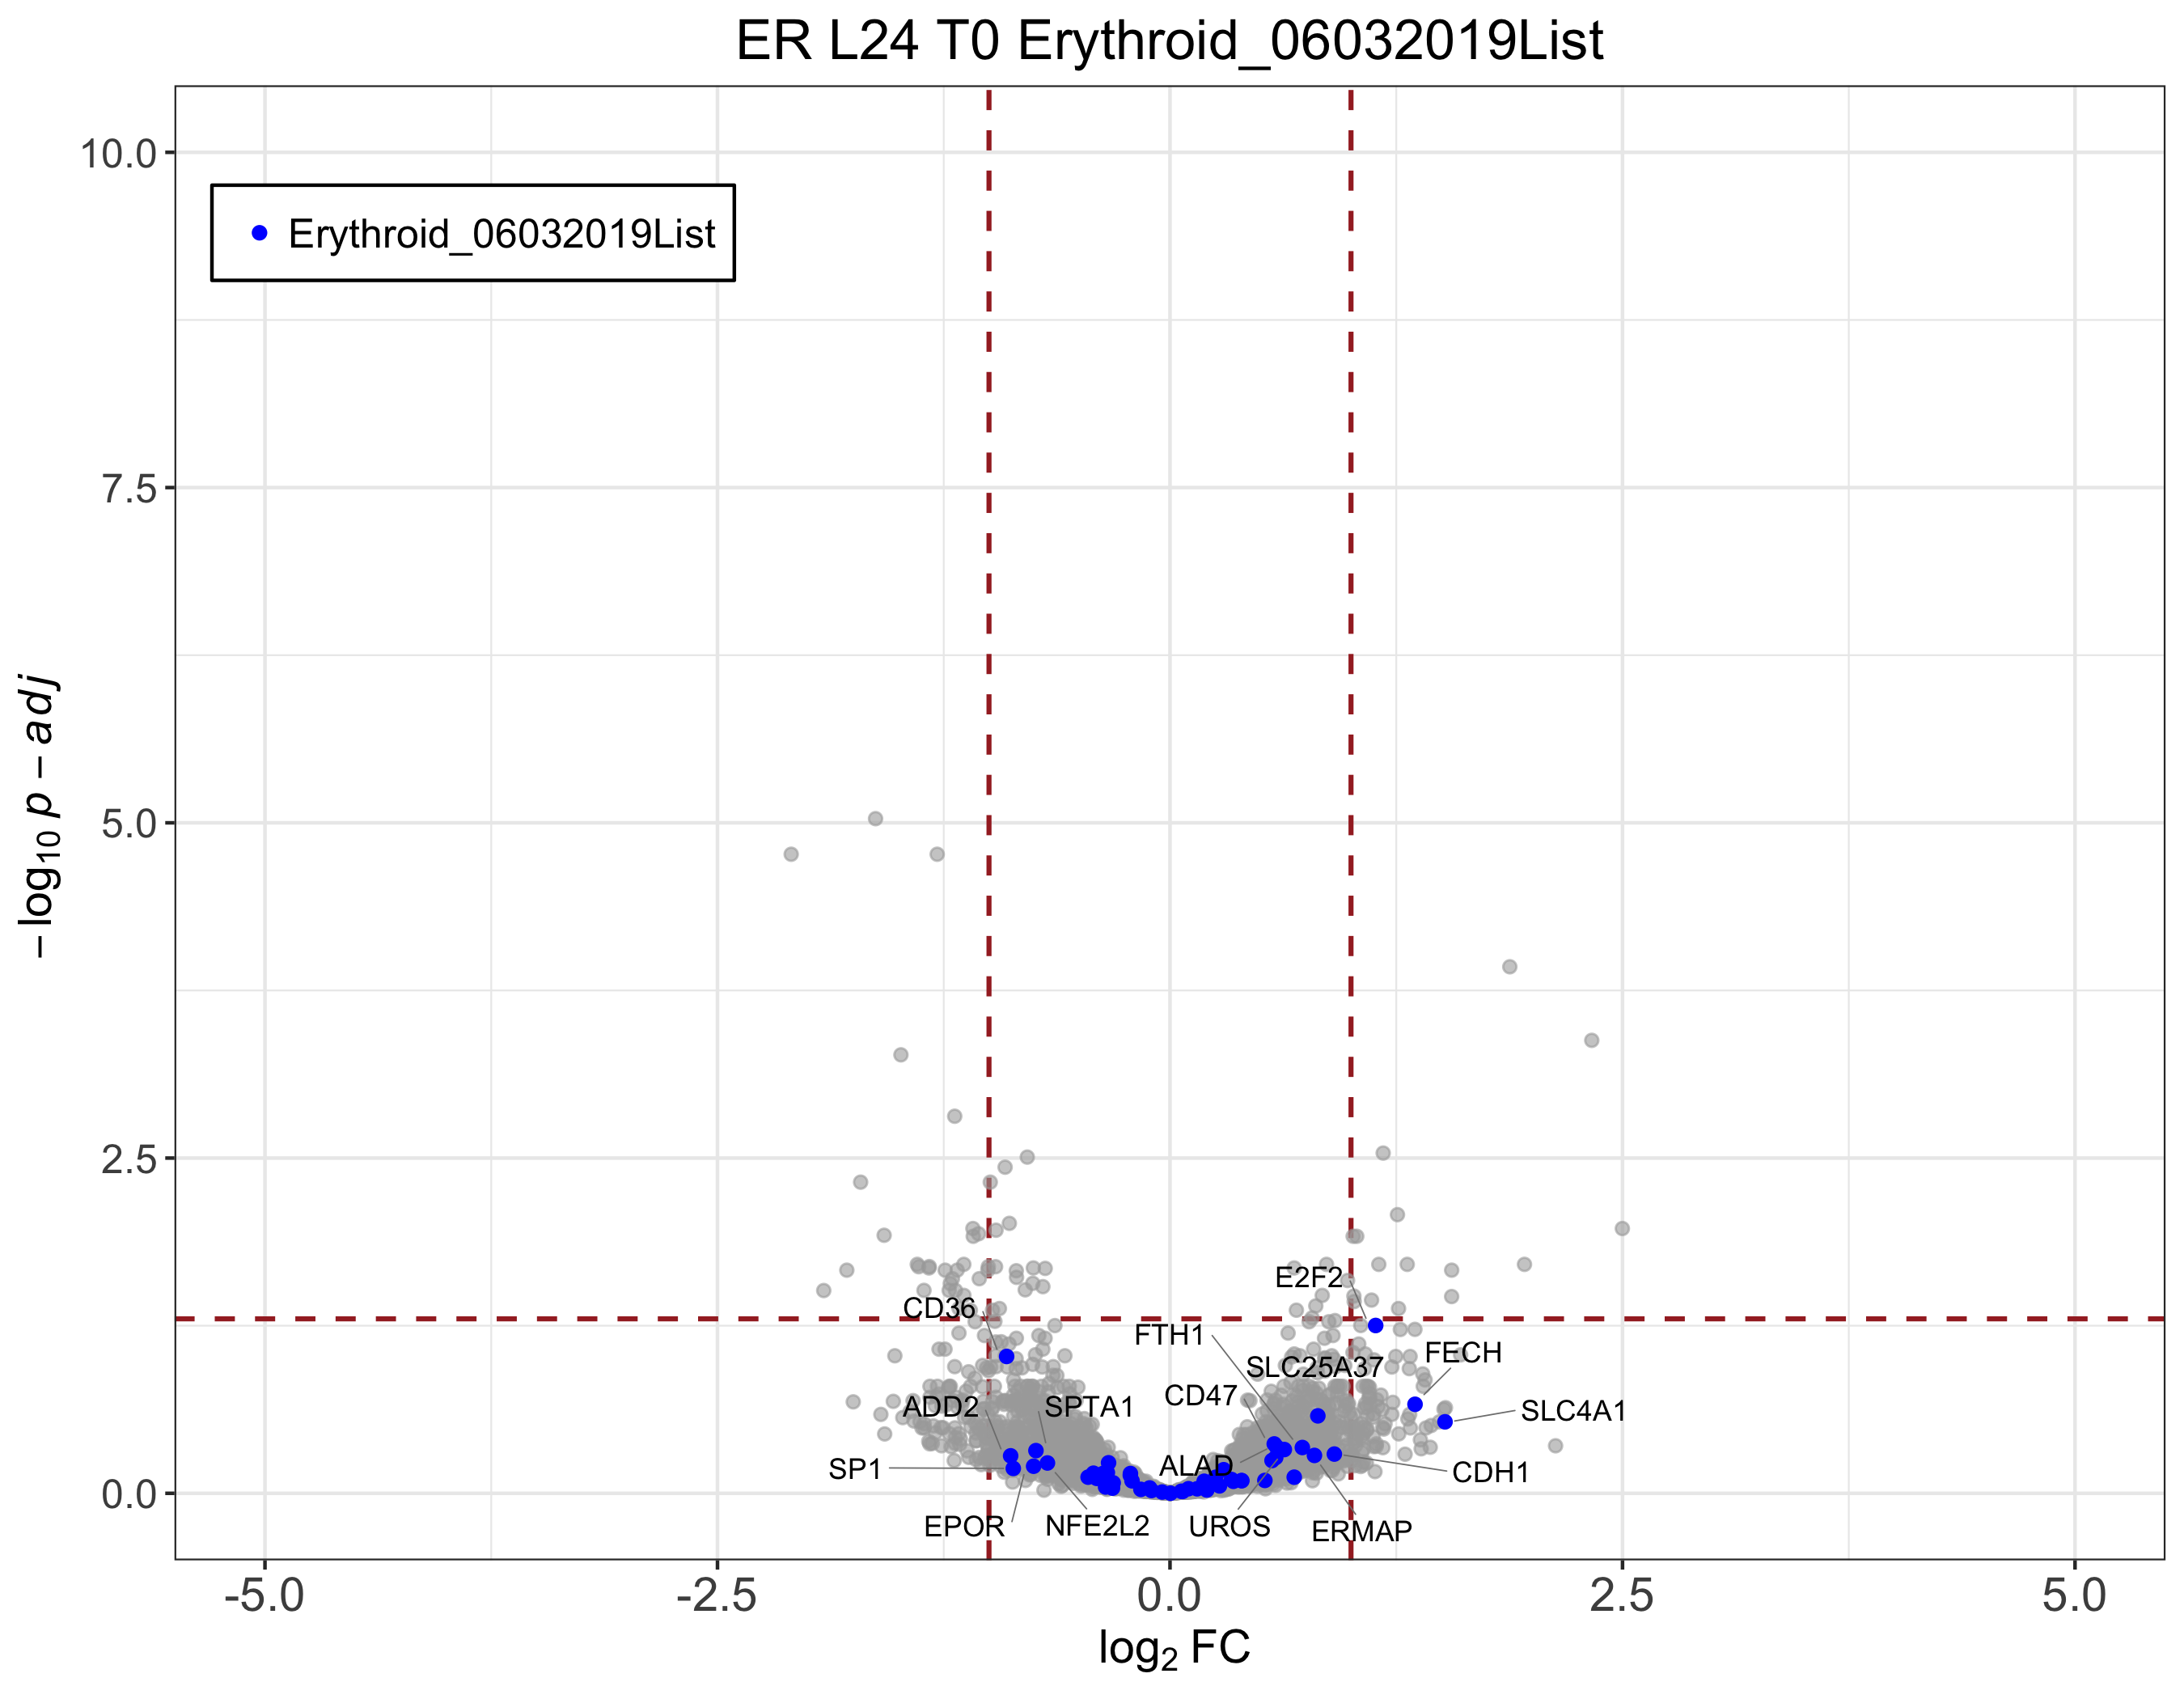 ER L24 T0 Erythroid_06032019List
10.0
Erythroid_06032019List
7.5
−log10 p − adj
5.0
2.5
E2F2
CD36
FTH1
SLC25A37
FECH
CD47
ADD2
SPTA1
SLC4A1
ALAD
SP1
CDH1
0.0
EPOR
NFE2L2
UROS
ERMAP
-5.0
-2.5
0.0
2.5
5.0
log2 FC